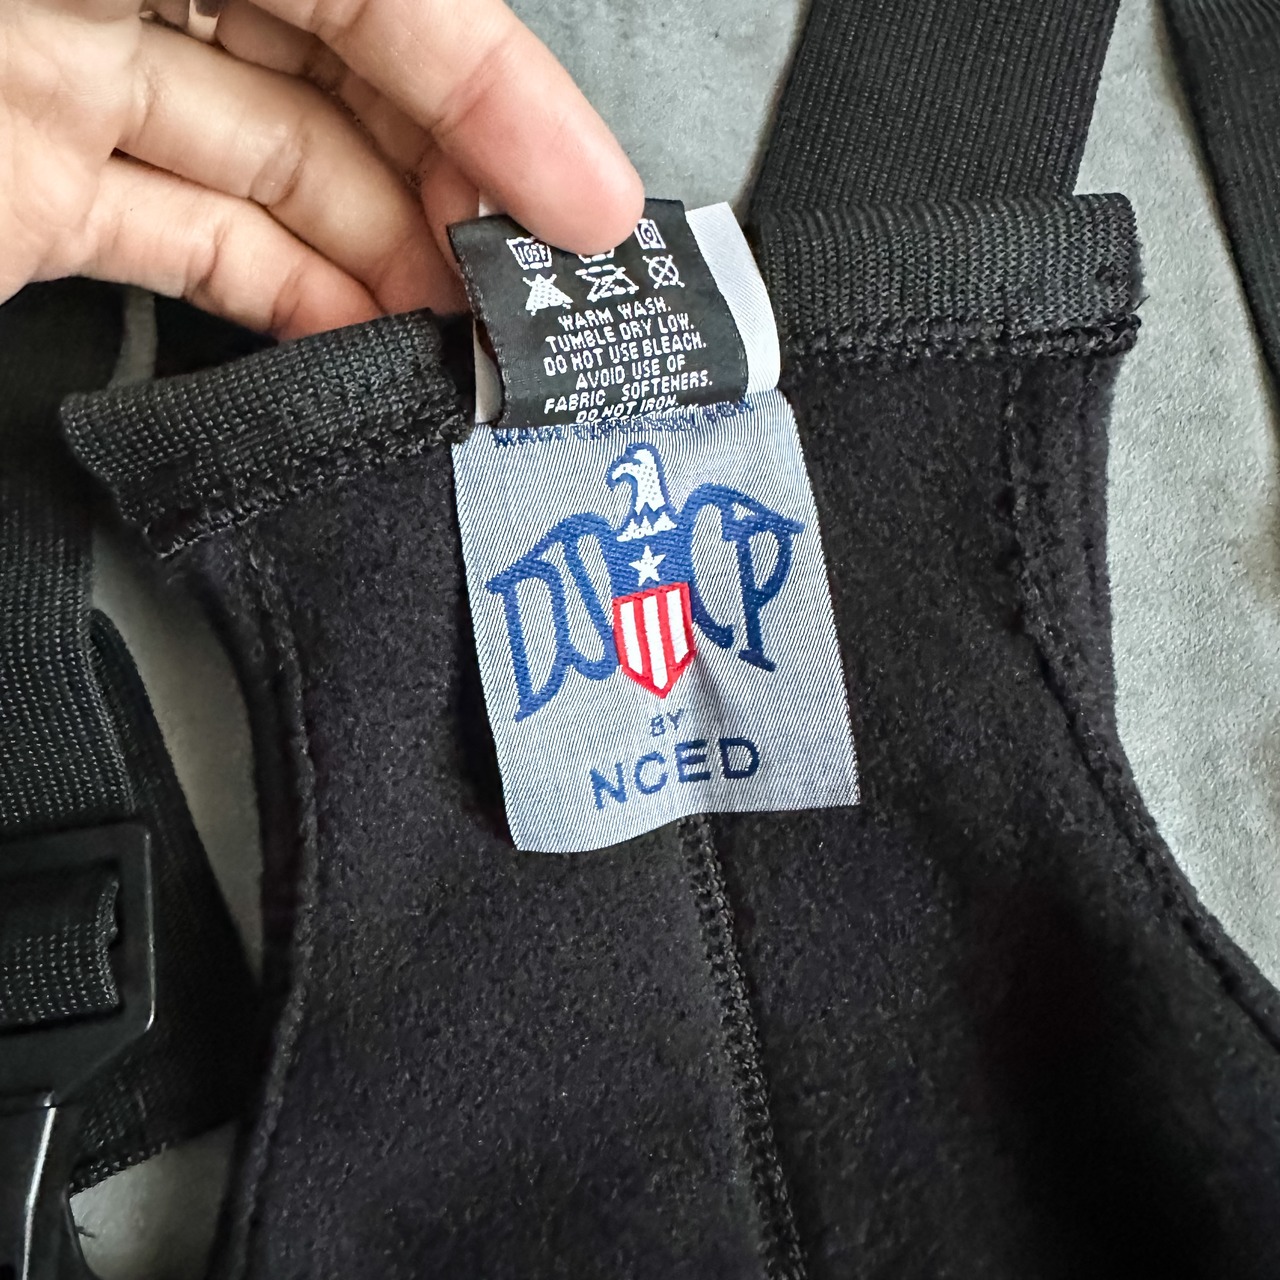 105F
WARM WASH.
TUMBLE DRY LOW.
DO NOT USE BLEACH.
AVOID USE OF
FABRIC SOFTENERS.
DO NOT IRON.
DSCP
BY
NCED